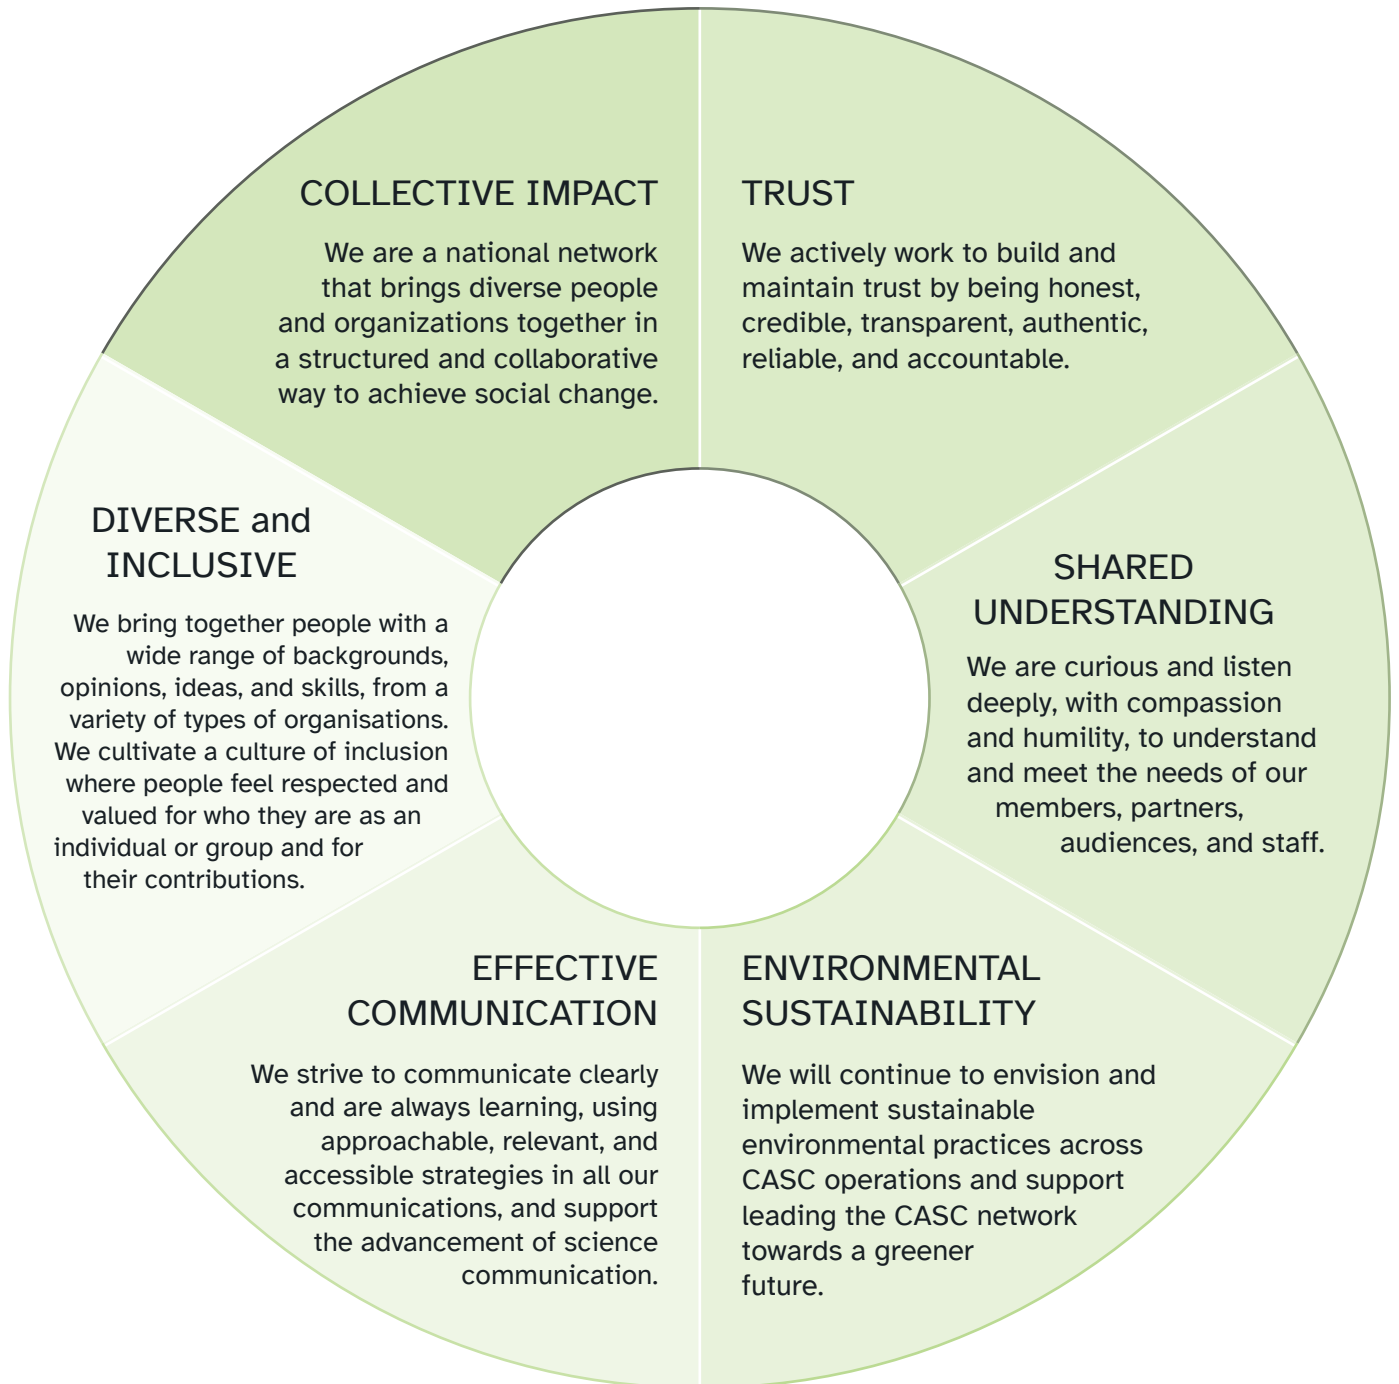 COLLECTIVE IMPACT
We are a national network
that brings diverse people
and organizations together in
a structured and collaborative
way to achieve social change.
TRUST
We actively work to build and
maintain trust by being honest,
credible, transparent, authentic,
reliable, and accountable.
SHARED
UNDERSTANDING
We are curious and listen
deeply, with compassion
and humility, to understand
and meet the needs of our
members, partners,
audiences, and staff.
ENVIRONMENTAL
SUSTAINABILITY
We will continue to envision and
implement sustainable
environmental practices across
CASC operations and support
leading the CASC network
towards a greener
future.
EFFECTIVE
COMMUNICATION
We strive to communicate clearly
and are always learning, using
approachable, relevant, and
accessible strategies in all our
communications, and support
the advancement of science
communication.
DIVERSE and
INCLUSIVE
We bring together people with a
wide range of backgrounds,
opinions, ideas, and skills, from a
variety of types of organisations.
We cultivate a culture of inclusion
where people feel respected and
valued for who they are as an
individual or group and for
their contributions.